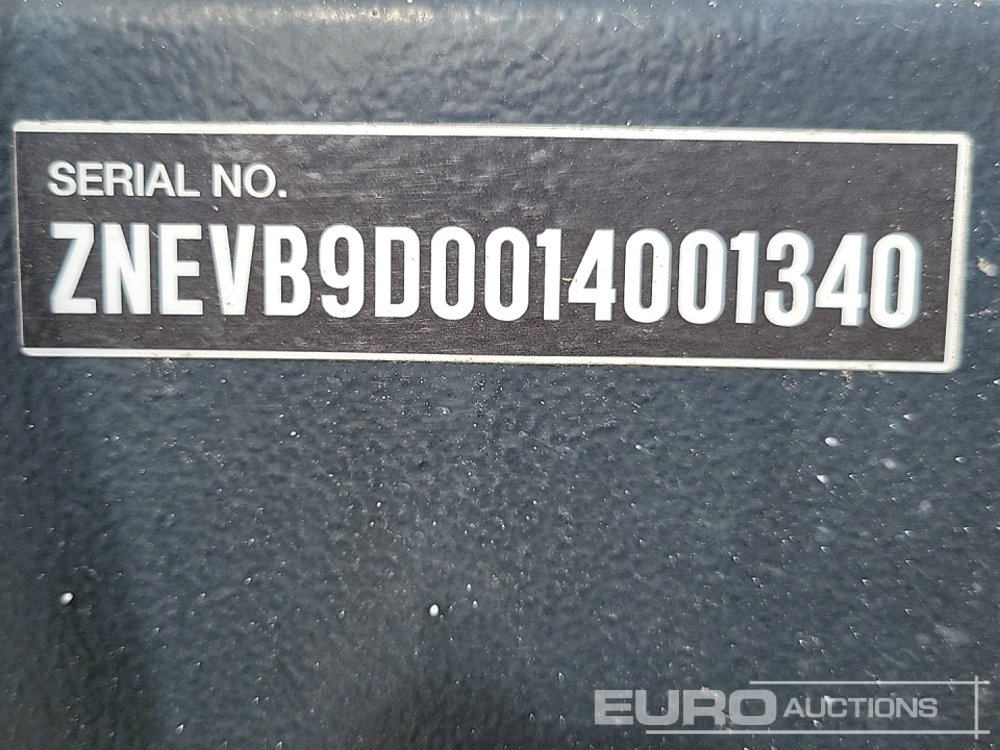 SERIAL NO.
ZNEVB9D0014001340
EURO AUCTIONS